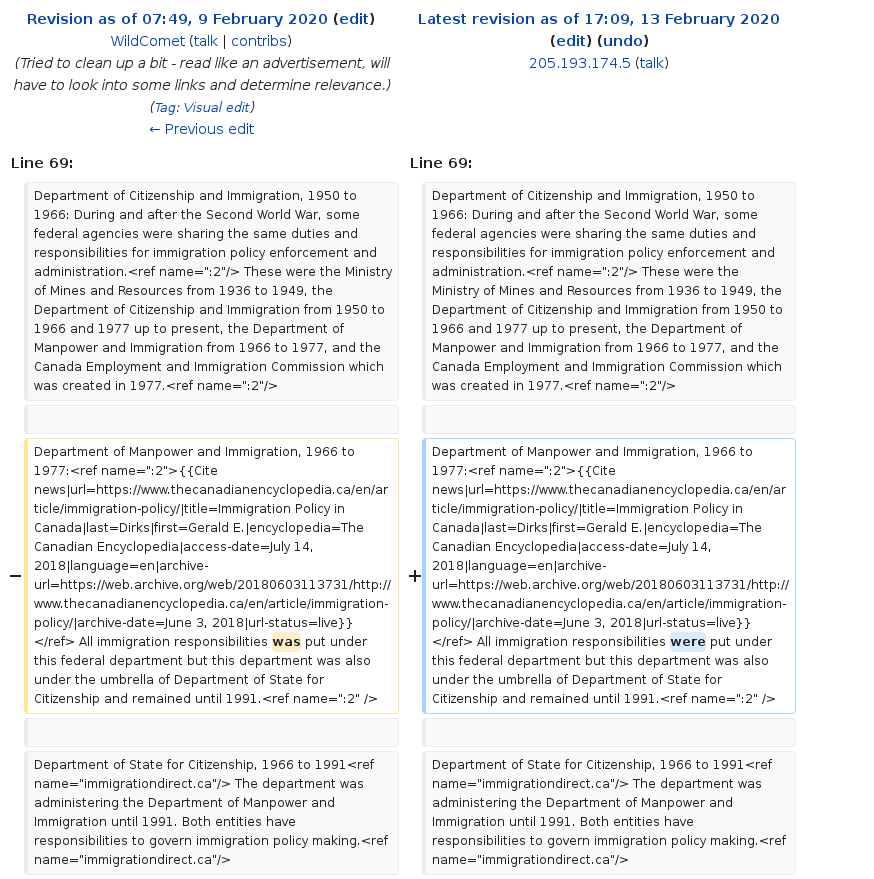 Revision as of 07:49, 9 February 2020 (edit)
WildComet (talk | contribs)
(Tried to clean up a bit - read like an advertisement, will
have to look into some links and determine relevance.)
(Tag: Visual edit)
← Previous edit
Latest revision as of 17:09, 13 February 2020
(edit) (undo)
205.193.174.5 (talk)
Line 69:
Line 69:
Department of Citizenship and Immigration, 1950 to
1966: During and after the Second World War, some
federal agencies were sharing the same duties and
responsibilities for immigration policy enforcement and
administration.<ref name=":2"/> These were the Ministry
of Mines and Resources from 1936 to 1949, the
Department of Citizenship and Immigration from 1950 to
1966 and 1977 up to present, the Department of
Manpower and Immigration from 1966 to 1977, and the
Canada Employment and Immigration Commission which
was created in 1977.<ref name=":2"/>
Department of Citizenship and Immigration, 1950 to
1966: During and after the Second World War, some
federal agencies were sharing the same duties and
responsibilities for immigration policy enforcement and
administration.<ref name=":2"/> These were the
Ministry of Mines and Resources from 1936 to 1949, the
Department of Citizenship and Immigration from 1950 to
1966 and 1977 up to present, the Department of
Manpower and Immigration from 1966 to 1977, and the
Canada Employment and Immigration Commission which
was created in 1977.<ref name=":2"/>
−
Department of Manpower and Immigration, 1966 to
1977:<ref name=":2">{{Cite
news|url=https://www.thecanadianencyclopedia.ca/en/ar
ticle/immigration-policy/|title=Immigration Policy in
Canada|last=Dirks|first=Gerald E.|encyclopedia=The
Canadian Encyclopedia|access-date=July 14,
2018|language=en|archive-
url=https://web.archive.org/web/20180603113731/http://
www.thecanadianencyclopedia.ca/en/article/immigration-
policy/|archive-date=June 3, 2018|url-status=live}}
</ref> All immigration responsibilities was put under
this federal department but this department was also
under the umbrella of Department of State for
Citizenship and remained until 1991.<ref name=":2" />
+
Department of Manpower and Immigration, 1966 to
1977:<ref name=":2">{{Cite
news|url=https://www.thecanadianencyclopedia.ca/en/ar
ticle/immigration-policy/|title=Immigration Policy in
Canada|last=Dirks|first=Gerald E.|encyclopedia=The
Canadian Encyclopedia|access-date=July 14,
2018|language=en|archive-
url=https://web.archive.org/web/20180603113731/http://
www.thecanadianencyclopedia.ca/en/article/immigration-
policy/|archive-date=June 3, 2018|url-status=live}}
</ref> All immigration responsibilities were put under
this federal department but this department was also
under the umbrella of Department of State for
Citizenship and remained until 1991.<ref name=":2" />
Department of State for Citizenship, 1966 to 1991<ref
name="immigrationdirect.ca"/> The department was
administering the Department of Manpower and
Immigration until 1991. Both entities have
responsibilities to govern immigration policy making.<ref
name="immigrationdirect.ca"/>
Department of State for Citizenship, 1966 to 1991<ref
name="immigrationdirect.ca"/> The department was
administering the Department of Manpower and
Immigration until 1991. Both entities have
responsibilities to govern immigration policy making.<ref
name="immigrationdirect.ca"/>